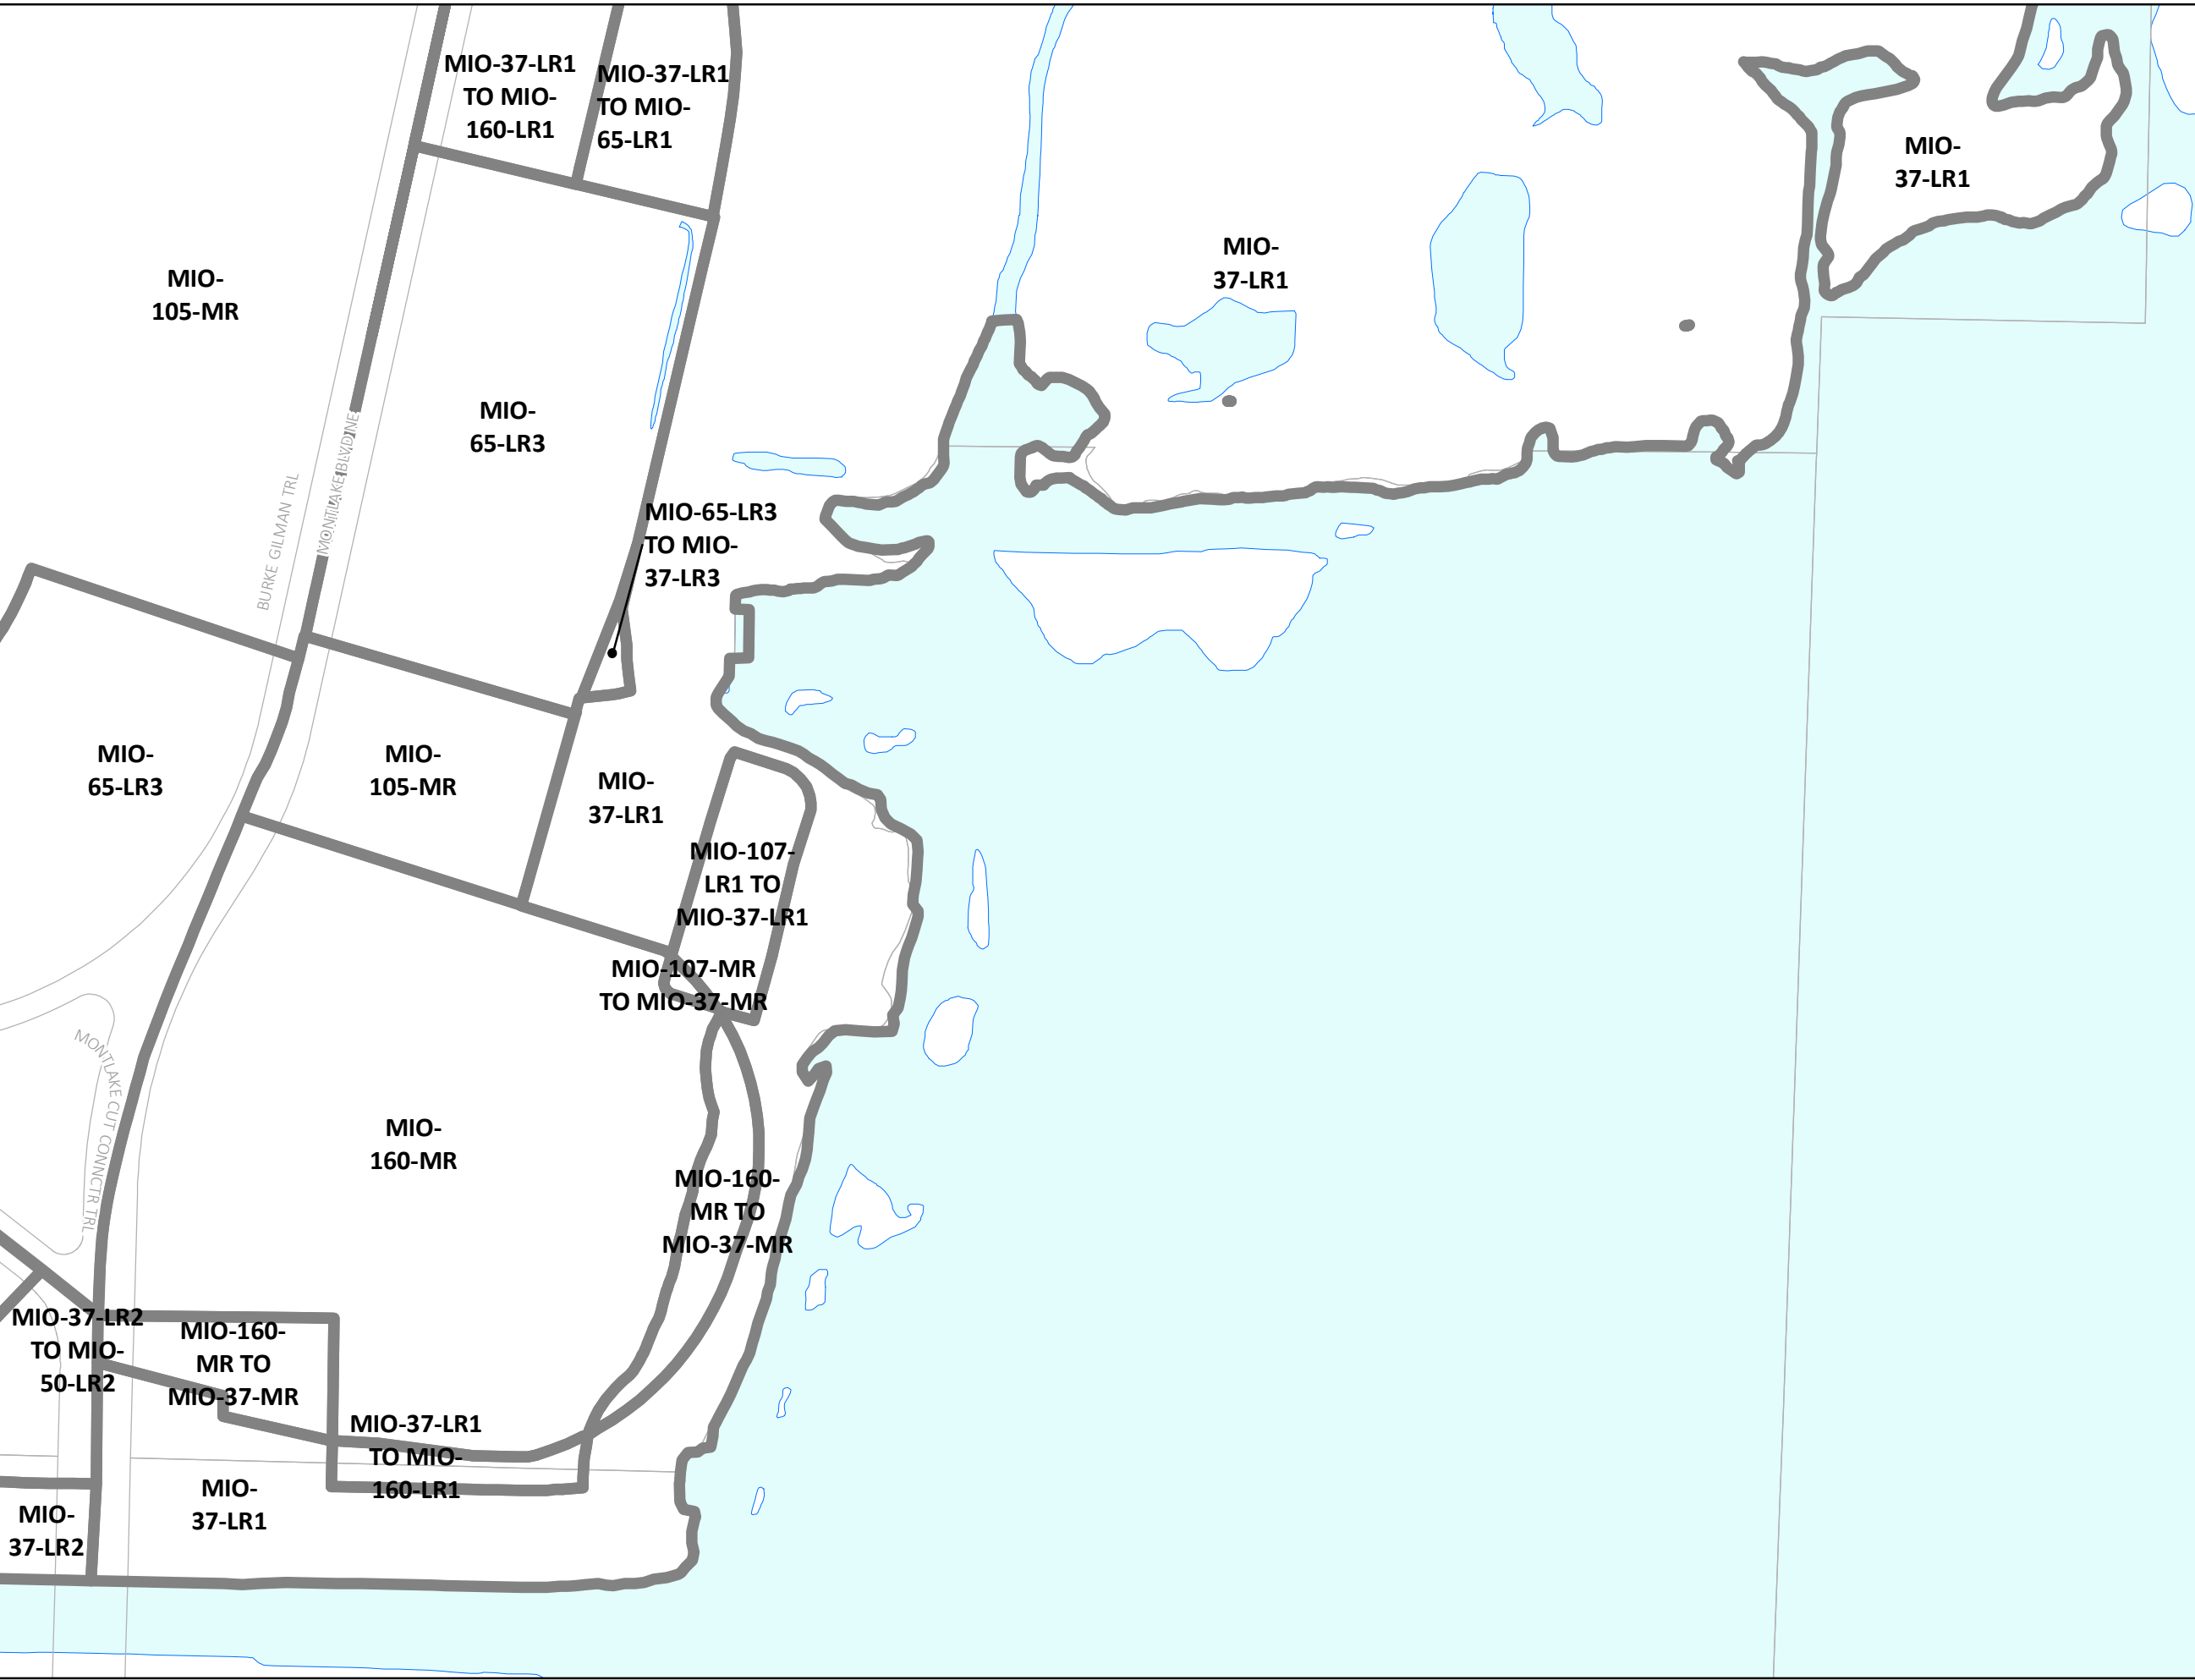 MIO-37-LR1
TO MIO-
160-LR1
MIO-37-LR1
TO MIO-
65-LR1
MIO-
37-LR1
MIO-
105-MR
MIO-
37-LR1
MIO-
65-LR3
BURKE GILMAN TRL
MONTLAKE BLVD NE
MIO-65-LR3
TO MIO-
37-LR3
MIO-
65-LR3
MIO-
105-MR
MIO-
37-LR1
MIO-107-
LR1 TO
MIO-37-LR1
MIO-107-MR
TO MIO-37-MR
MONTLAKE CUT CONNCTR TRL
MIO-
160-MR
MIO-160-
MR TO
MIO-37-MR
MIO-37-LR2
TO MIO-
50-LR2
MIO-160-
MR TO
MIO-37-MR
MIO-37-LR1
TO MIO-
160-LR1
MIO-
37-LR1
MIO-
37-LR2